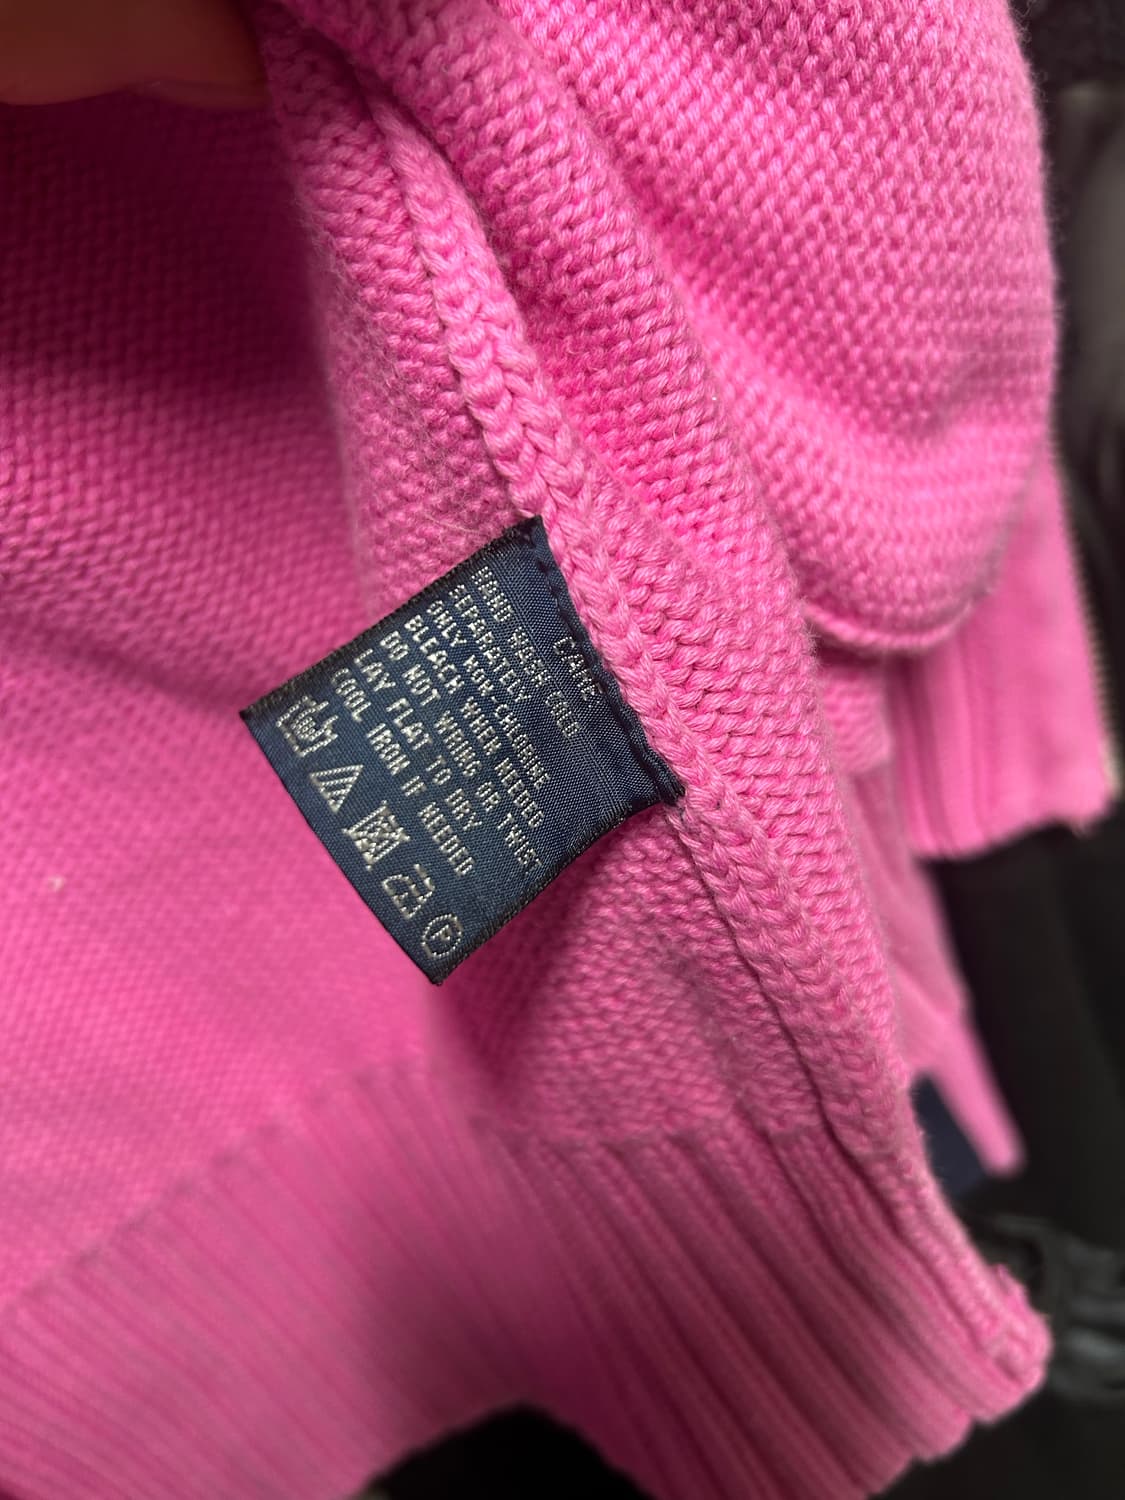 CARE
HAND WASH COLD
SEPARATELY
ONLY NON-CHLORINE
BLEACH WHEN NEEDED
DO NOT WRING OR TWIST
LAY FLAT TO DRY
COOL IRON IF NEEDED
P